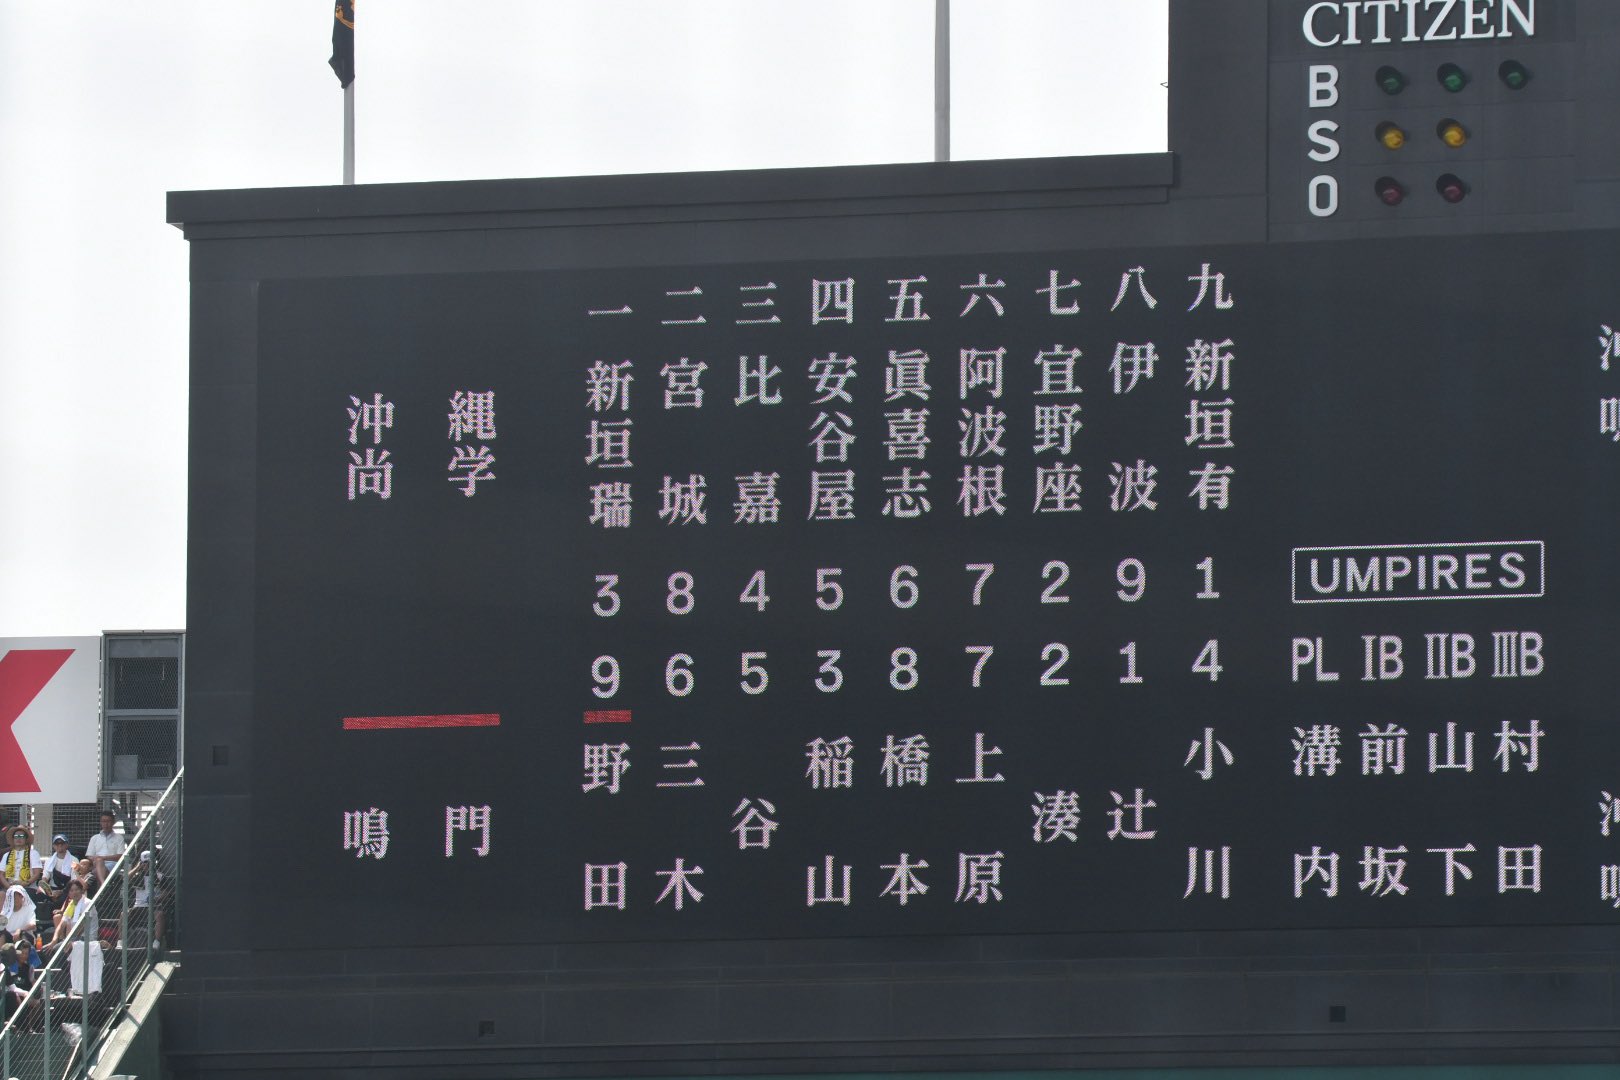 CITIZEN
B
S
O
一 二 三 四 五 六 七 八 九
沖縄
尚学
新垣瑞 宮城 比嘉 安谷屋 眞喜志 阿波根 宜野座 伊波 新垣有
3 8 4 5 6 7 2 9 1
9 6 5 3 8 7 2 1 4
鳴門
野田 三木 谷 稲山 橋本 上原 湊 辻 小川
UMPIRES
PL IB IIB IIIB
溝内 前坂 山下 村田